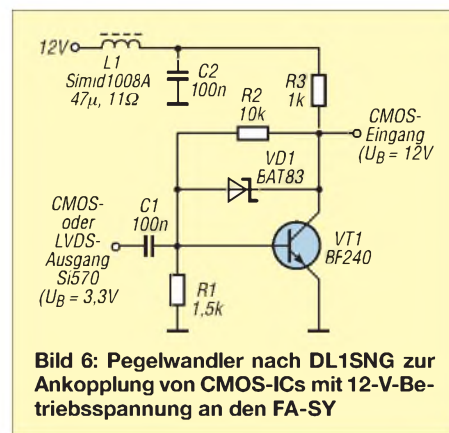 12V
L1
Simid1008A
47µ, 11Ω
C2
100n
R3
1k
R2
10k
CMOS-
Eingang
(UB = 12V
VD1
BAT83
CMOS-
oder
LVDS-
Ausgang
Si570
(UB = 3,3V
C1
100n
VT1
BF240
R1
1,5k
Bild 6: Pegelwandler nach DL1SNG zur
Ankopplung von CMOS-ICs mit 12-V-Be-
triebsspannung an den FA-SY